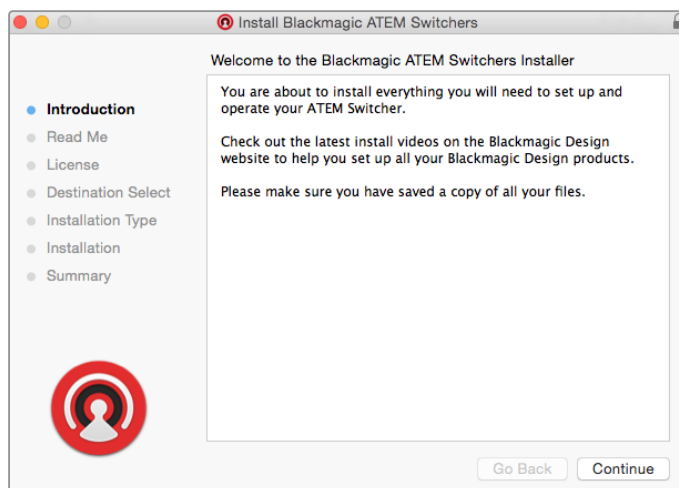 Install Blackmagic ATEM Switchers
Welcome to the Blackmagic ATEM Switchers Installer
Introduction
Read Me
License
Destination Select
Installation Type
Installation
Summary
You are about to install everything you will need to set up and
operate your ATEM Switcher.
Check out the latest install videos on the Blackmagic Design
website to help you set up all your Blackmagic Design products.
Please make sure you have saved a copy of all your files.
Go Back
Continue